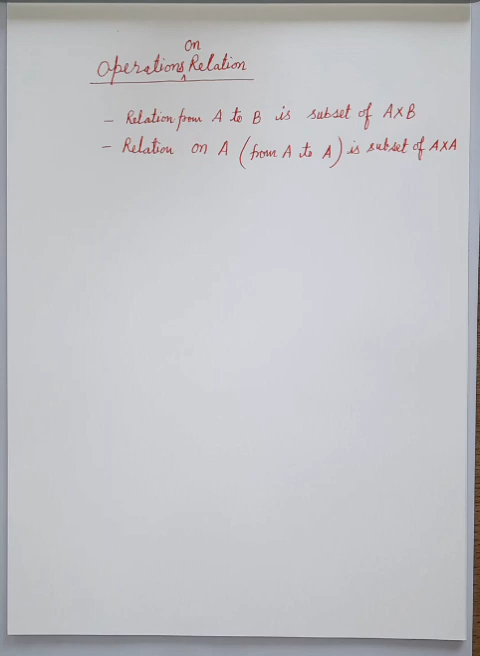 Operations on Relation
- Relation from A to B is subset of A×B
- Relation on A (from A to A) is subset of A×A